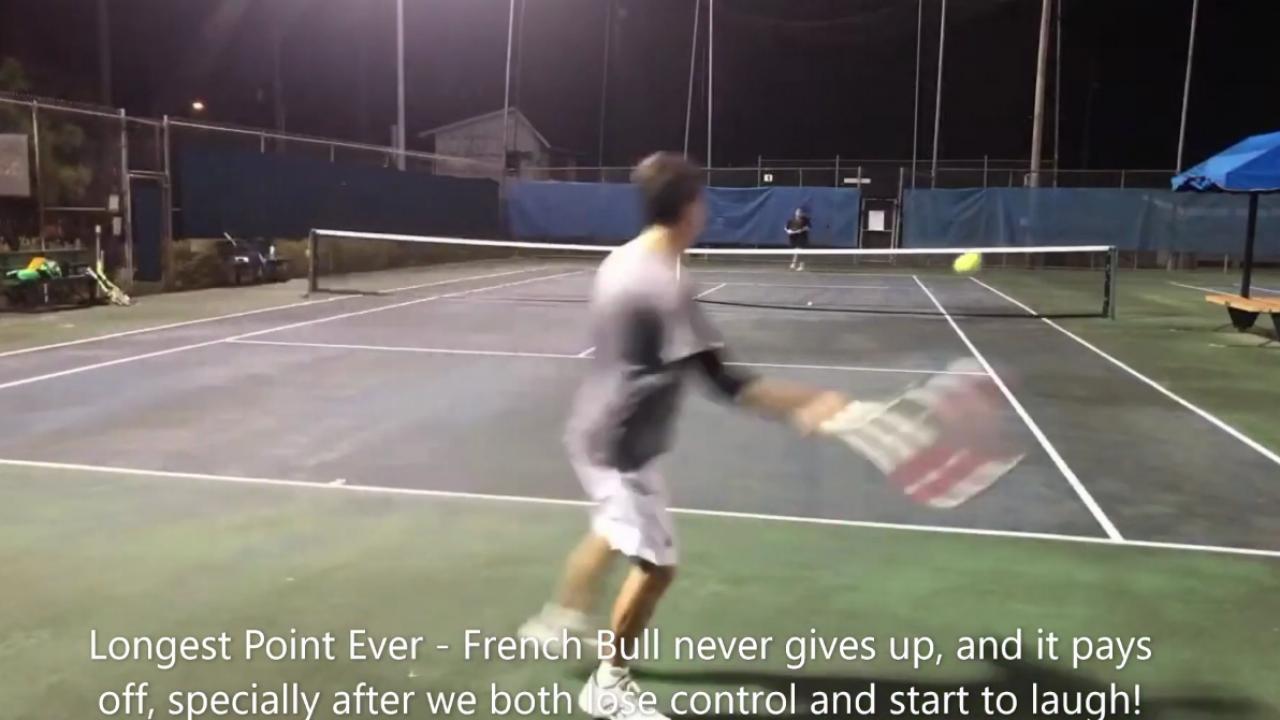 Longest Point Ever - French Bull never gives up, and it pays
off, specially after we both lose control and start to laugh!